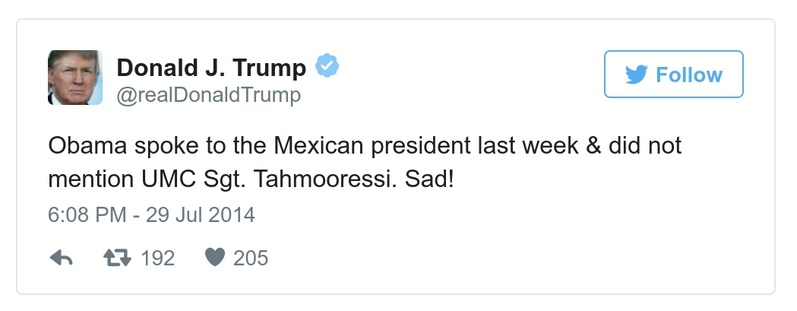 Donald J. Trump
@realDonaldTrump
Follow
Obama spoke to the Mexican president last week & did not
mention UMC Sgt. Tahmooressi. Sad!
6:08 PM - 29 Jul 2014
192 205